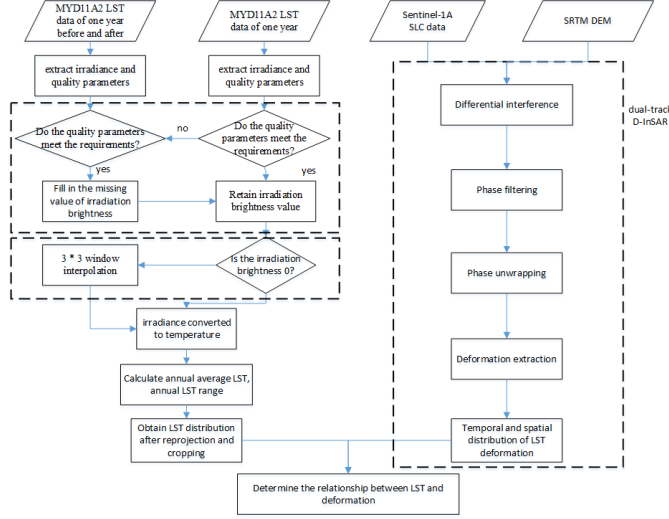 MYD11A2 LST
data of one year
before and after
MYD11A2 LST
data of one year
Sentinel-1A
SLC data
SRTM DEM
extract irradiance and
quality parameters
extract irradiance and
quality parameters
Differential interference
dual-track
D-InSAR
Do the quality parameters
meet the requirements?
no
Do the quality
parameters meet the
requirements?
yes
yes
Fill in the missing
value of irradiation
brightness
Retain irradiation
brightness value
Phase filtering
3 * 3 window
interpolation
Is the irradiation
brightness 0?
Phase unwrapping
irradiance converted
to temperature
Deformation extraction
Calculate annual average LST,
annual LST range
Obtain LST distribution
after reprojection and
cropping
Temporal and spatial
distribution of LST
deformation
Determine the relationship between LST and
deformation